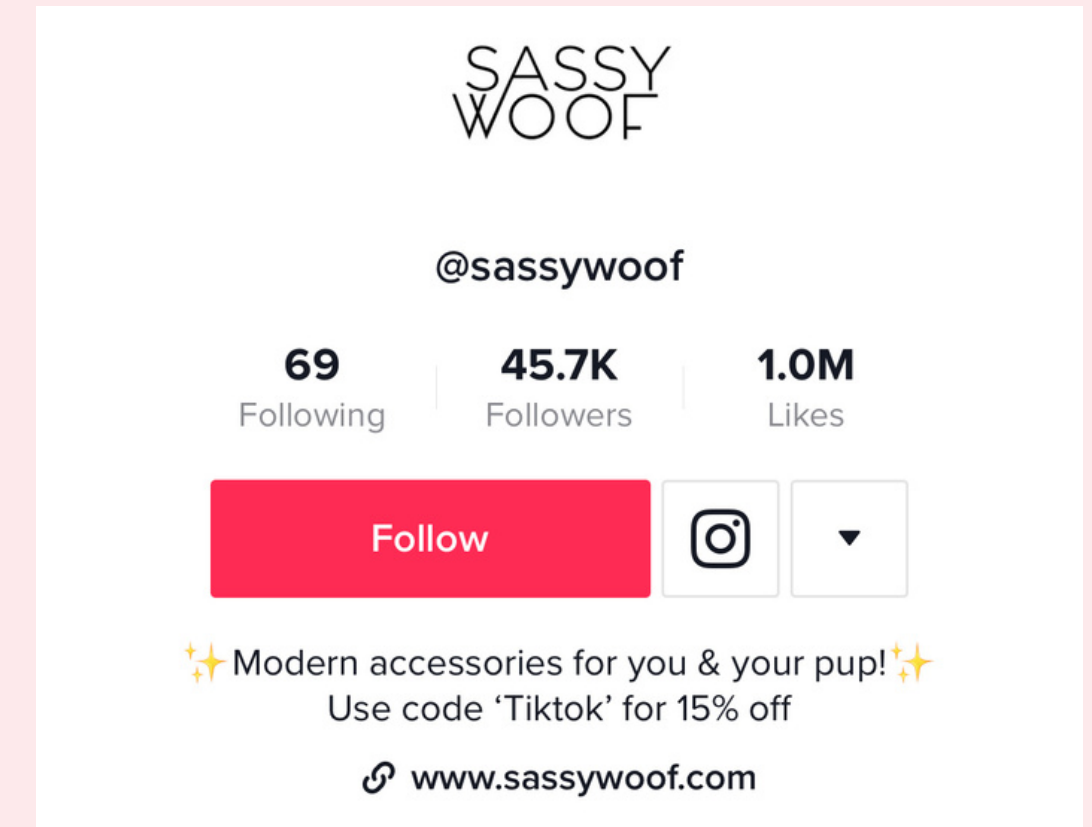 SASSY
WOOF
@sassywoof
69 45.7K 1.0M
Following Followers Likes
Follow
✨Modern accessories for you & your pup!✨
Use code ‘Tiktok’ for 15% off
www.sassywoof.com